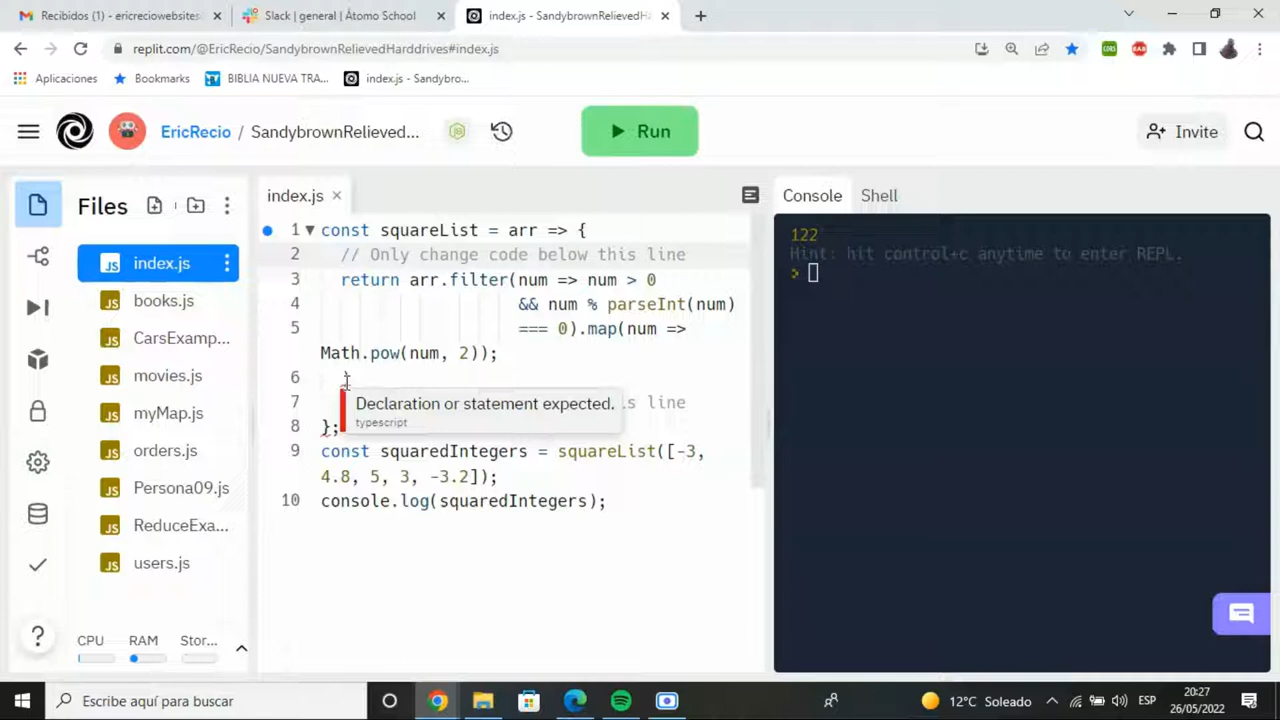 Recibidos (1) - ericreciowebsites
Slack | general | Átomo School
index.js - SandybrownRelievedHa
replit.com/@EricRecio/SandybrownRelievedHarddrives#index.js
Aplicaciones
Bookmarks
BIBLIA NUEVA TRA...
index.js - Sandybro...
EricRecio / SandybrownRelieved...
Run
Invite
Files
index.js
books.js
CarsExamp...
movies.js
myMap.js
orders.js
Persona09.js
ReduceExa...
users.js
CPU
RAM
Stor...
index.js
1 const squareList = arr => {
2 // Only change code below this line
3 return arr.filter(num => num > 0
4 && num % parseInt(num)
5 === 0).map(num =>
Math.pow(num, 2));
6 }
7 s line
Declaration or statement expected.
typescript
8 };
9 const squaredIntegers = squareList([-3,
4.8, 5, 3, -3.2]);
10 console.log(squaredIntegers);
Console
Shell
122
Hint: hit control+c anytime to enter REPL.
>
Escribe aquí para buscar
12°C Soleado
ESP
20:27
26/05/2022